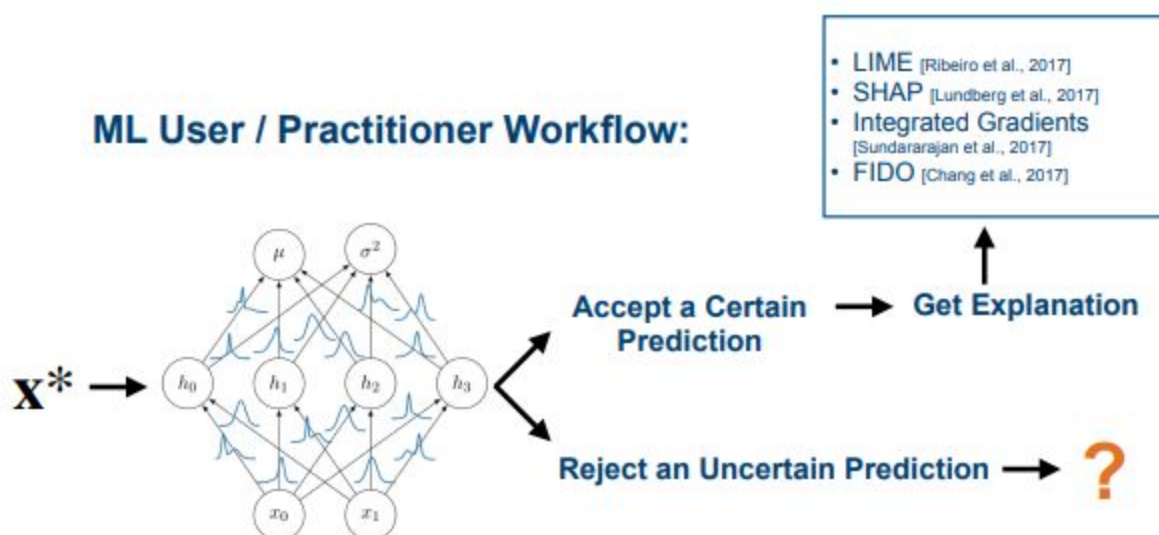 • LIME [Ribeiro et al., 2017]
• SHAP [Lundberg et al., 2017]
• Integrated Gradients
[Sundararajan et al., 2017]
• FIDO [Chang et al., 2017]
ML User / Practitioner Workflow:
μ
σ²
Accept a Certain
Prediction
Get Explanation
x*
h₀
h₁
h₂
h₃
Reject an Uncertain Prediction
?
x₀
x₁